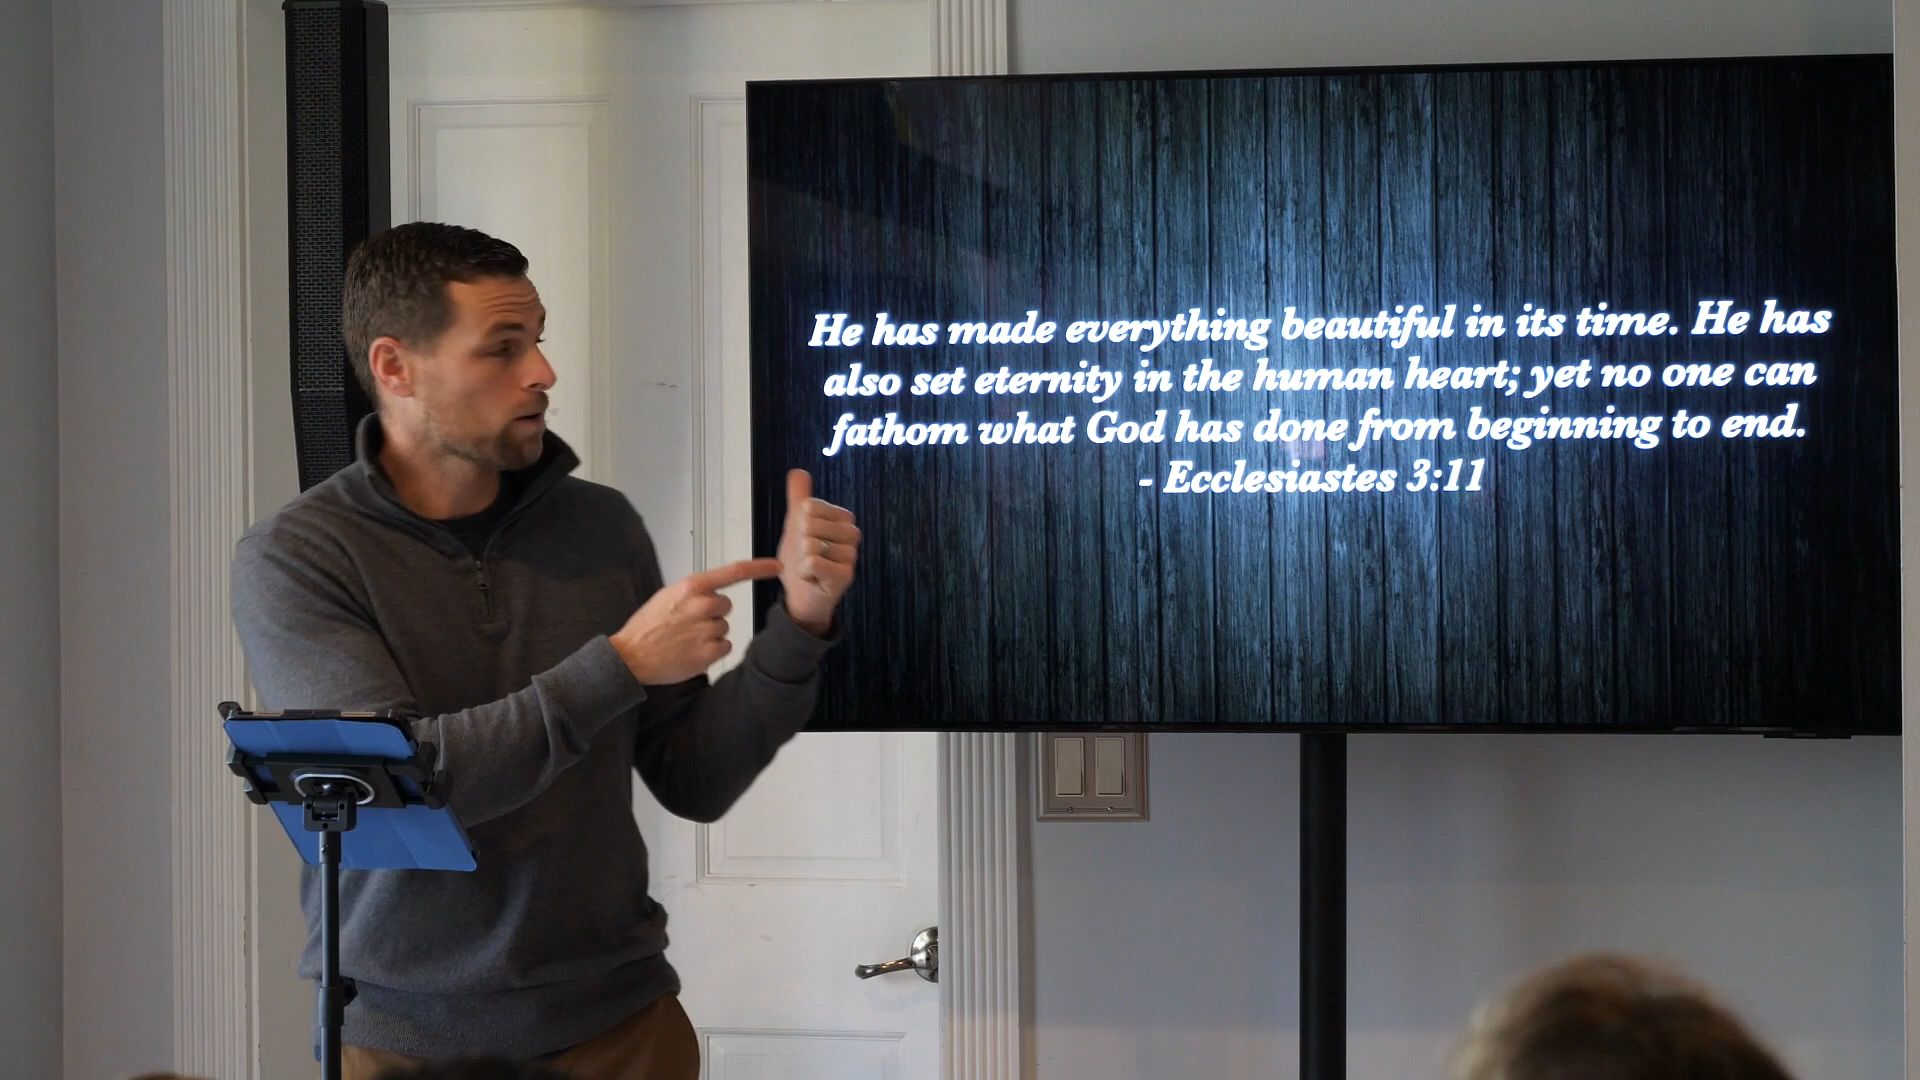 He has made everything beautiful in its time. He has
also set eternity in the human heart; yet no one can
fathom what God has done from beginning to end.
- Ecclesiastes 3:11